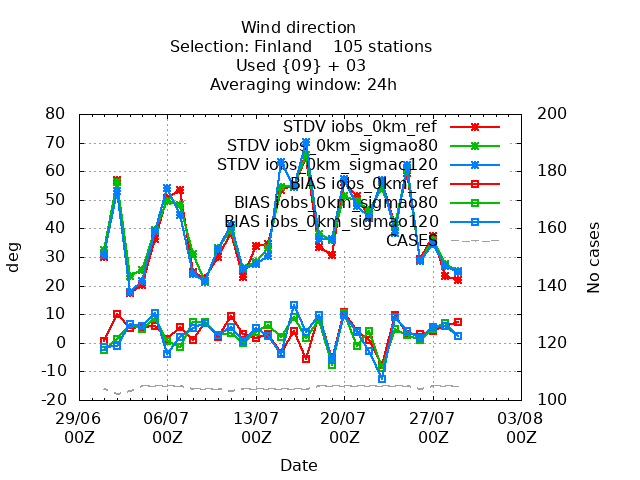 Wind direction
Selection: Finland    105 stations
Used {09} + 03
Averaging window: 24h
80 200
STDV iobs_0km_ref
70
STDV iobs_0km_sigmao80
60 180
STDV iobs_0km_sigmao120
50
BIAS iobs_0km_ref
BIAS iobs_0km_sigmao80
40 160
BIAS iobs_0km_sigmao120
CASES
30
20 140
10
0 120
-10
-20 100
deg
No cases
29/06 06/07 13/07 20/07 27/07 03/08
00Z 00Z 00Z 00Z 00Z 00Z
Date